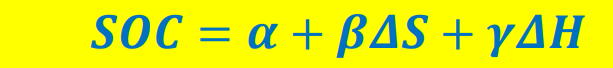 SOC = α + βΔS + γΔH